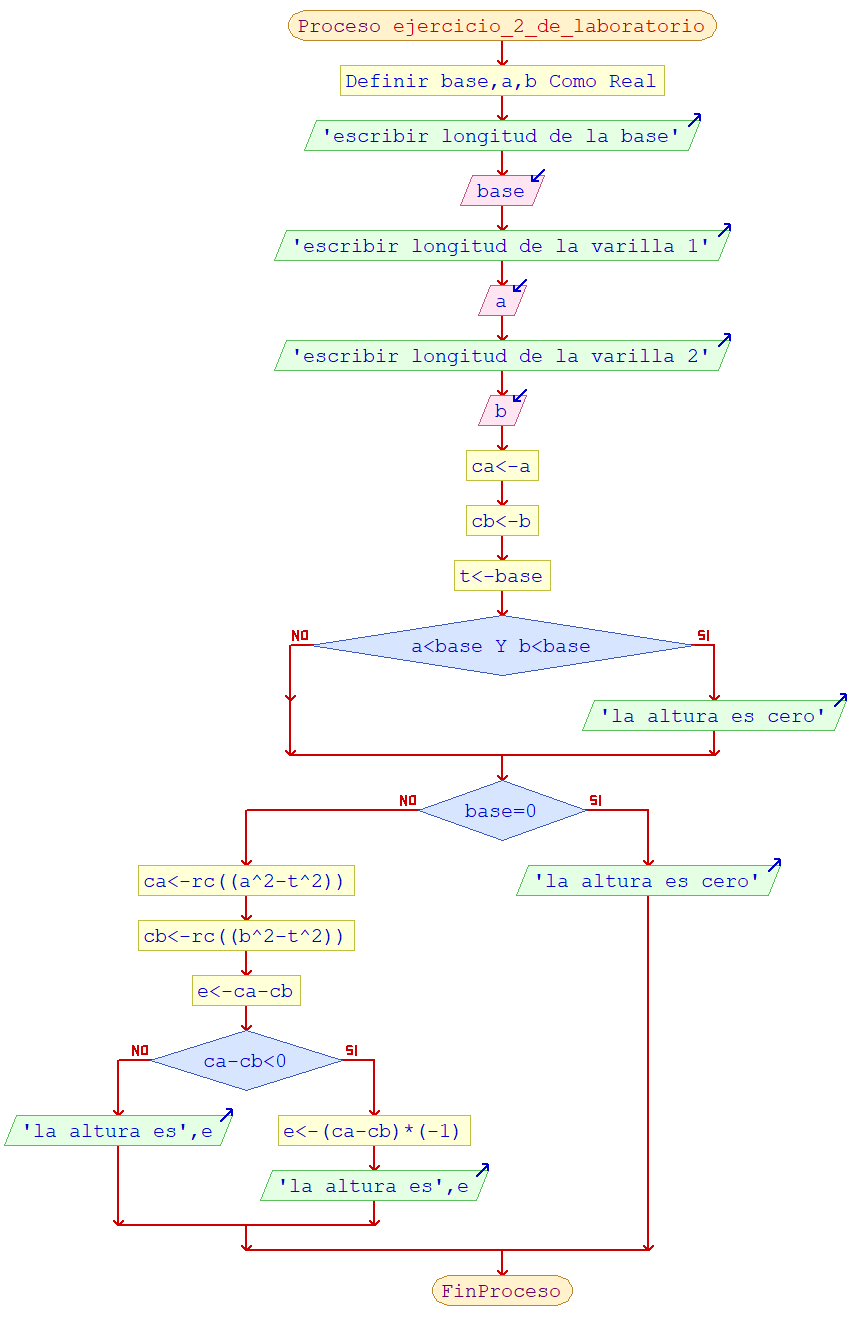 Proceso ejercicio_2_de_laboratorio
Definir base,a,b Como Real
'escribir longitud de la base'
base
'escribir longitud de la varilla 1'
a
'escribir longitud de la varilla 2'
b
ca<-a
cb<-b
t<-base
NO
SI
a<base Y b<base
'la altura es cero'
NO
SI
base=0
ca<-rc((a^2-t^2))
'la altura es cero'
cb<-rc((b^2-t^2))
e<-ca-cb
NO
SI
ca-cb<0
'la altura es',e
e<-(ca-cb)*(-1)
'la altura es',e
FinProceso